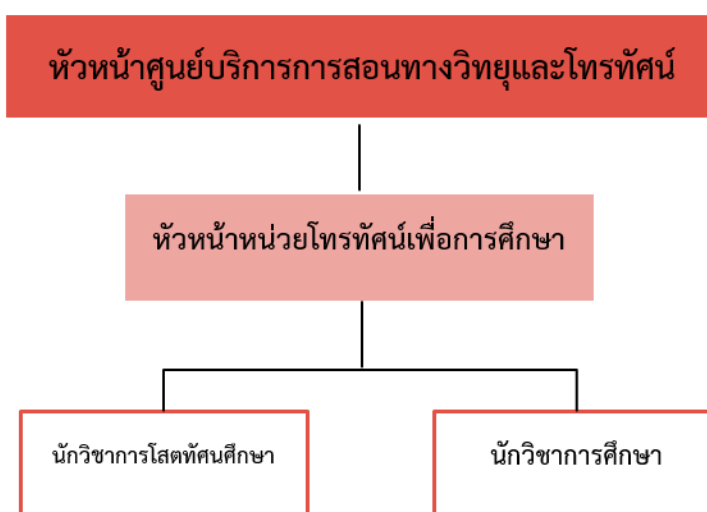 หัวหน้าศูนย์บริการการสอนทางวิทยุและโทรทัศน์
หัวหน้าหน่วยโทรทัศน์เพื่อการศึกษา
นักวิชาการโสตทัศนศึกษา
นักวิชาการศึกษา